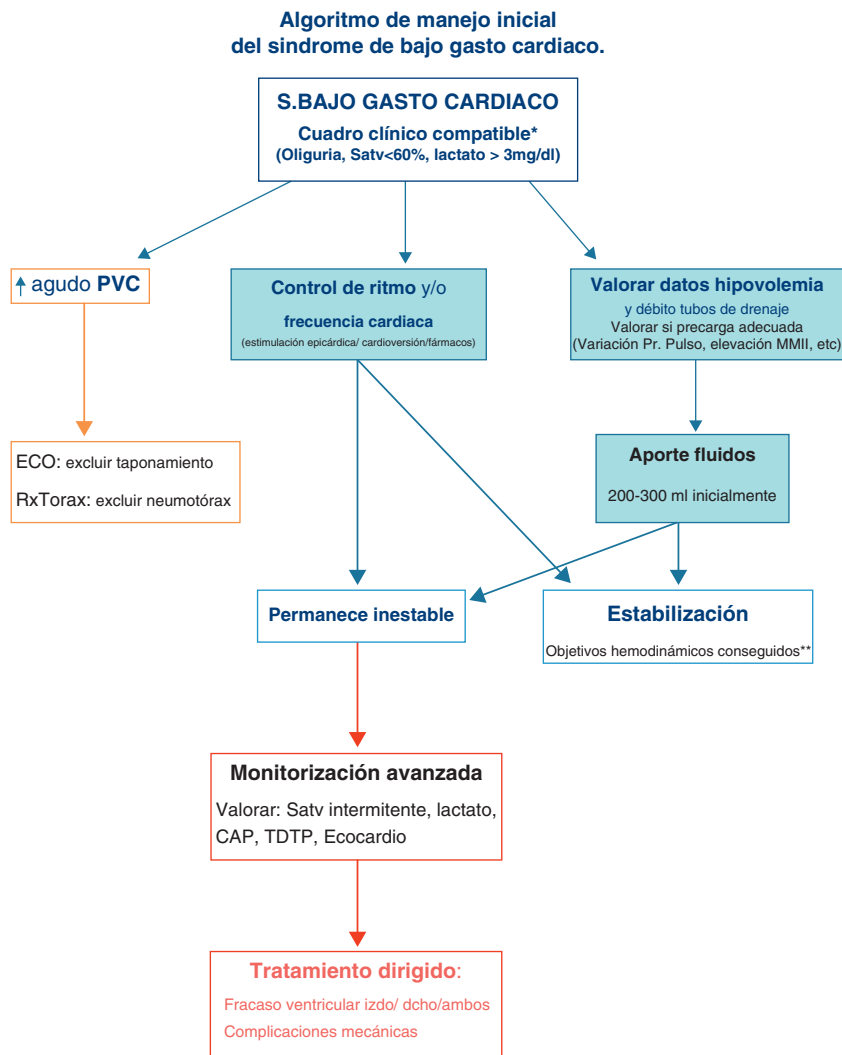 Algoritmo de manejo inicial
del sindrome de bajo gasto cardiaco.
S.BAJO GASTO CARDIACO
Cuadro clínico compatible*
(Oliguria, Satv<60%, lactato > 3mg/dl)
↑ agudo PVC
Control de ritmo y/o
frecuencia cardiaca
(estimulación epicárdica/ cardioversión/fármacos)
Valorar datos hipovolemia
y débito tubos de drenaje
Valorar si precarga adecuada
(Variación Pr. Pulso, elevación MMII, etc)
ECO: excluir taponamiento
RxTorax: excluir neumotórax
Aporte fluidos
200-300 ml inicialmente
Permanece inestable
Estabilización
Objetivos hemodinámicos conseguidos**
Monitorización avanzada
Valorar: Satv intermitente, lactato,
CAP, TDTP, Ecocardio
Tratamiento dirigido:
Fracaso ventricular izdo/ dcho/ambos
Complicaciones mecánicas